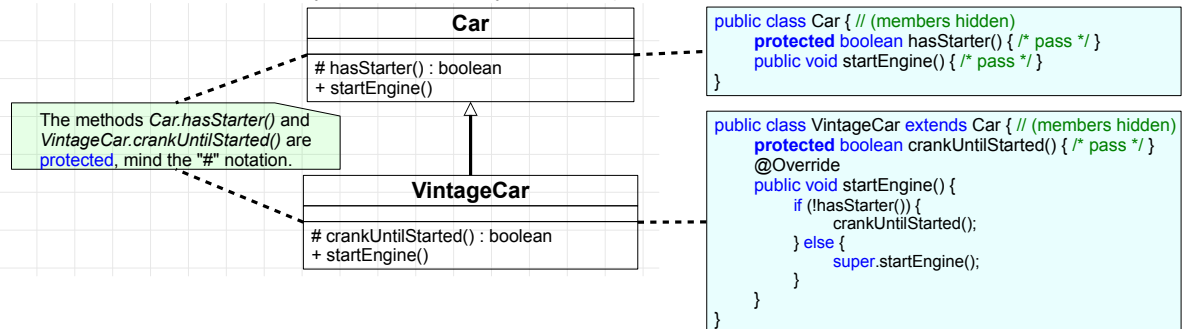 Car
# hasStarter() : boolean
+ startEngine()
The methods Car.hasStarter() and
VintageCar.crankUntilStarted() are
protected, mind the "#" notation.
VintageCar
# crankUntilStarted() : boolean
+ startEngine()
public class Car { // (members hidden)
protected boolean hasStarter() { /* pass */ }
public void startEngine() { /* pass */ }
}
public class VintageCar extends Car { // (members hidden)
protected boolean crankUntilStarted() { /* pass */ }
@Override
public void startEngine() {
if (!hasStarter()) {
crankUntilStarted();
} else {
super.startEngine();
}
}
}